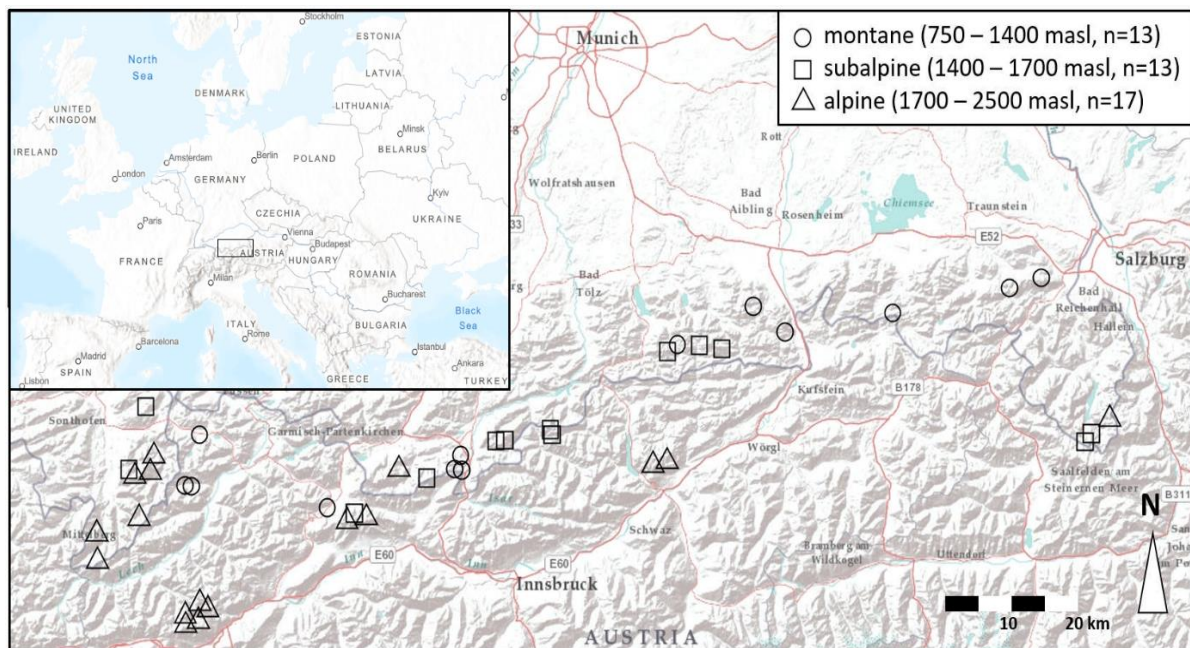 Stockholm
ESTONIA
North
Sea
LATVIA
DENMARK
LITHUANIA
UNITED
KINGDOM
Minsk
BELARUS
IRELAND
Amsterdam
Berlin
POLAND
London
GERMANY
Kyiv
Paris
CZECHIA
UKRAINE
Vienna
Budapest
FRANCE
AUSTRIA
HUNGARY
Milan
ROMANIA
Bucharest
ITALY
Black
Sea
Barcelona
Rome
BULGARIA
Madrid
SPAIN
Istanbul
Ankara
Lisbon
GREECE
TURKEY
montane (750 – 1400 masl, n=13)
subalpine (1400 – 1700 masl, n=13)
alpine (1700 – 2500 masl, n=17)
Munich
Rott
Wolfratshausen
Bad
Aibling
Rosenheim
Chiemsee
Traunstein
E52
Salzburg
Bad
Tölz
Bad
Reichenhall
Hallein
Kufstein
B178
Sonthofen
Garmisch-Partenkirchen
Wörgl
Saalfelden am
Steinernen Meer
B311
Mittelberg
Isar
Schwaz
Lech
Inn
E60
Inn
E60
Bramberg am
Wildkogel
Uttendorf
Innsbruck
N
10 20 km
AUSTRIA